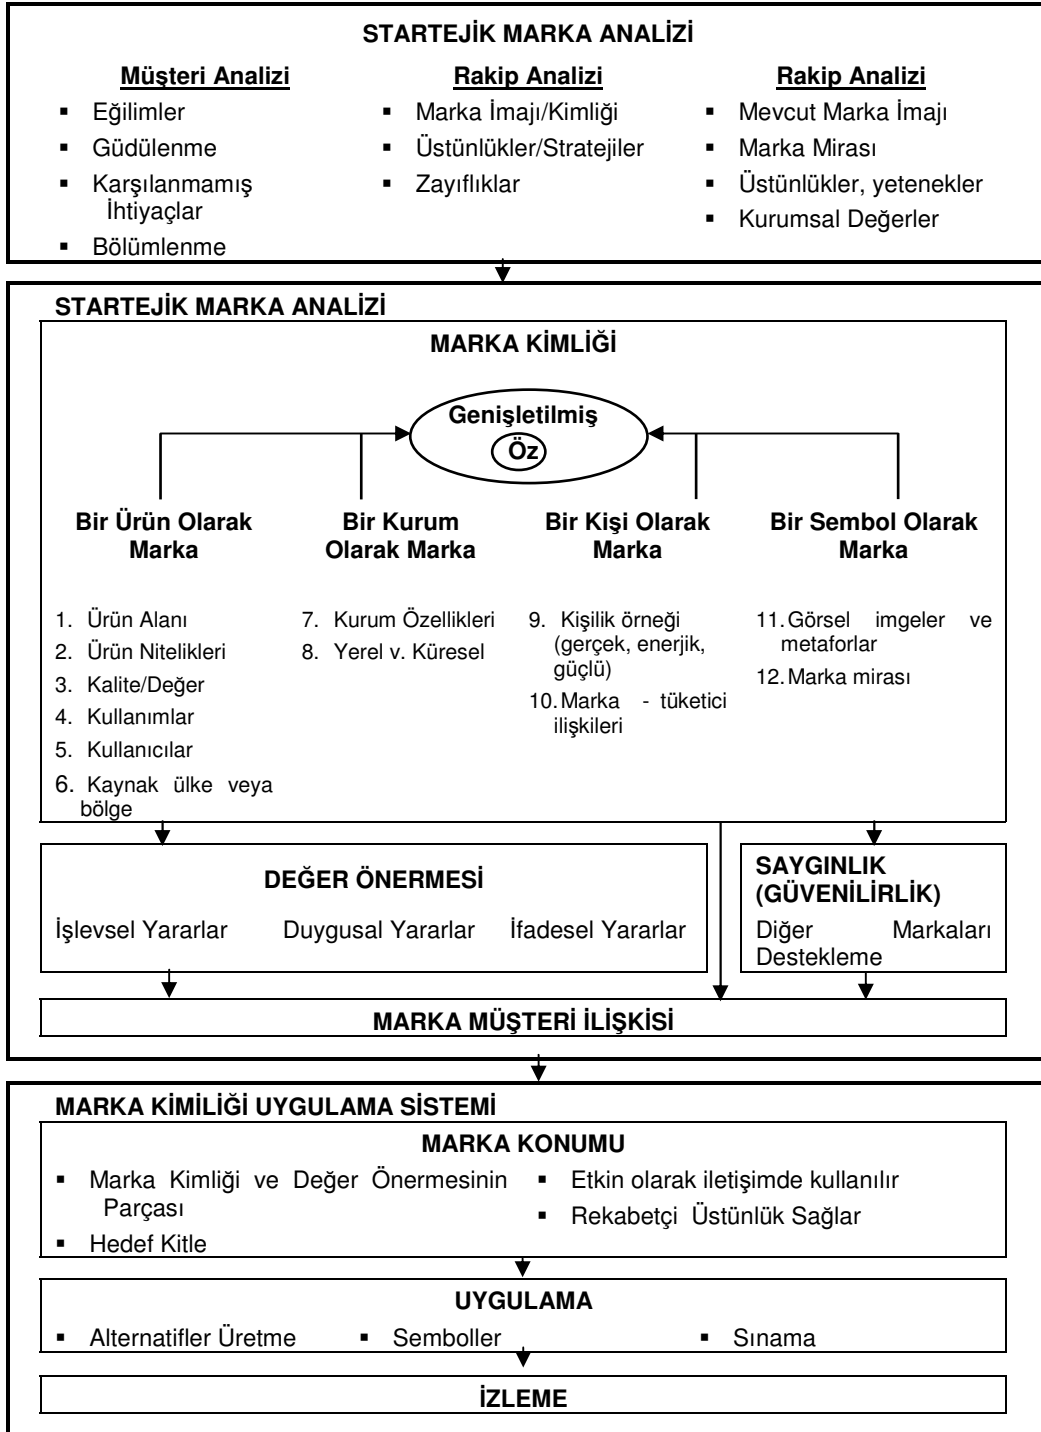 STARTEJİK MARKA ANALİZİ
Müşteri Analizi
▪ Eğilimler
▪ Güdülenme
▪ Karşılanmamış
İhtiyaçlar
▪ Bölümlenme
Rakip Analizi
▪ Marka İmajı/Kimliği
▪ Üstünlükler/Stratejiler
▪ Zayıflıklar
Rakip Analizi
▪ Mevcut Marka İmajı
▪ Marka Mirası
▪ Üstünlükler, yetenekler
▪ Kurumsal Değerler
STARTEJİK MARKA ANALİZİ
MARKA KİMLİĞİ
Genişletilmiş
Öz
Bir Ürün Olarak
Marka
1. Ürün Alanı
2. Ürün Nitelikleri
3. Kalite/Değer
4. Kullanımlar
5. Kullanıcılar
6. Kaynak ülke veya
bölge
Bir Kurum
Olarak Marka
7. Kurum Özellikleri
8. Yerel v. Küresel
Bir Kişi Olarak
Marka
9. Kişilik örneği
(gerçek, enerjik,
güçlü)
10. Marka - tüketici
ilişkileri
Bir Sembol Olarak
Marka
11. Görsel imgeler ve
metaforlar
12. Marka mirası
DEĞER ÖNERMESİ
İşlevsel Yararlar Duygusal Yararlar İfadesel Yararlar
SAYGINLIK
(GÜVENİLİRLİK)
Diğer Markaları
Destekleme
MARKA MÜŞTERİ İLİŞKİSİ
MARKA KİMİLİĞİ UYGULAMA SİSTEMİ
MARKA KONUMU
▪ Marka Kimliği ve Değer Önermesinin
Parçası
▪ Hedef Kitle
▪ Etkin olarak iletişimde kullanılır
▪ Rekabetçi Üstünlük Sağlar
UYGULAMA
▪ Alternatifler Üretme ▪ Semboller ▪ Sınama
İZLEME